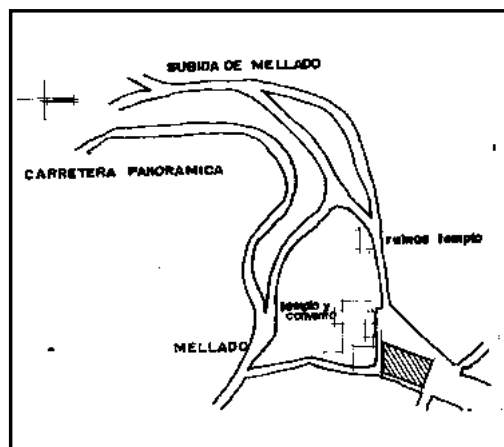 SUBIDA DE MELLADO
CARRETERA PANORAMICA
ruinas templo
templo y
convento
MELLADO